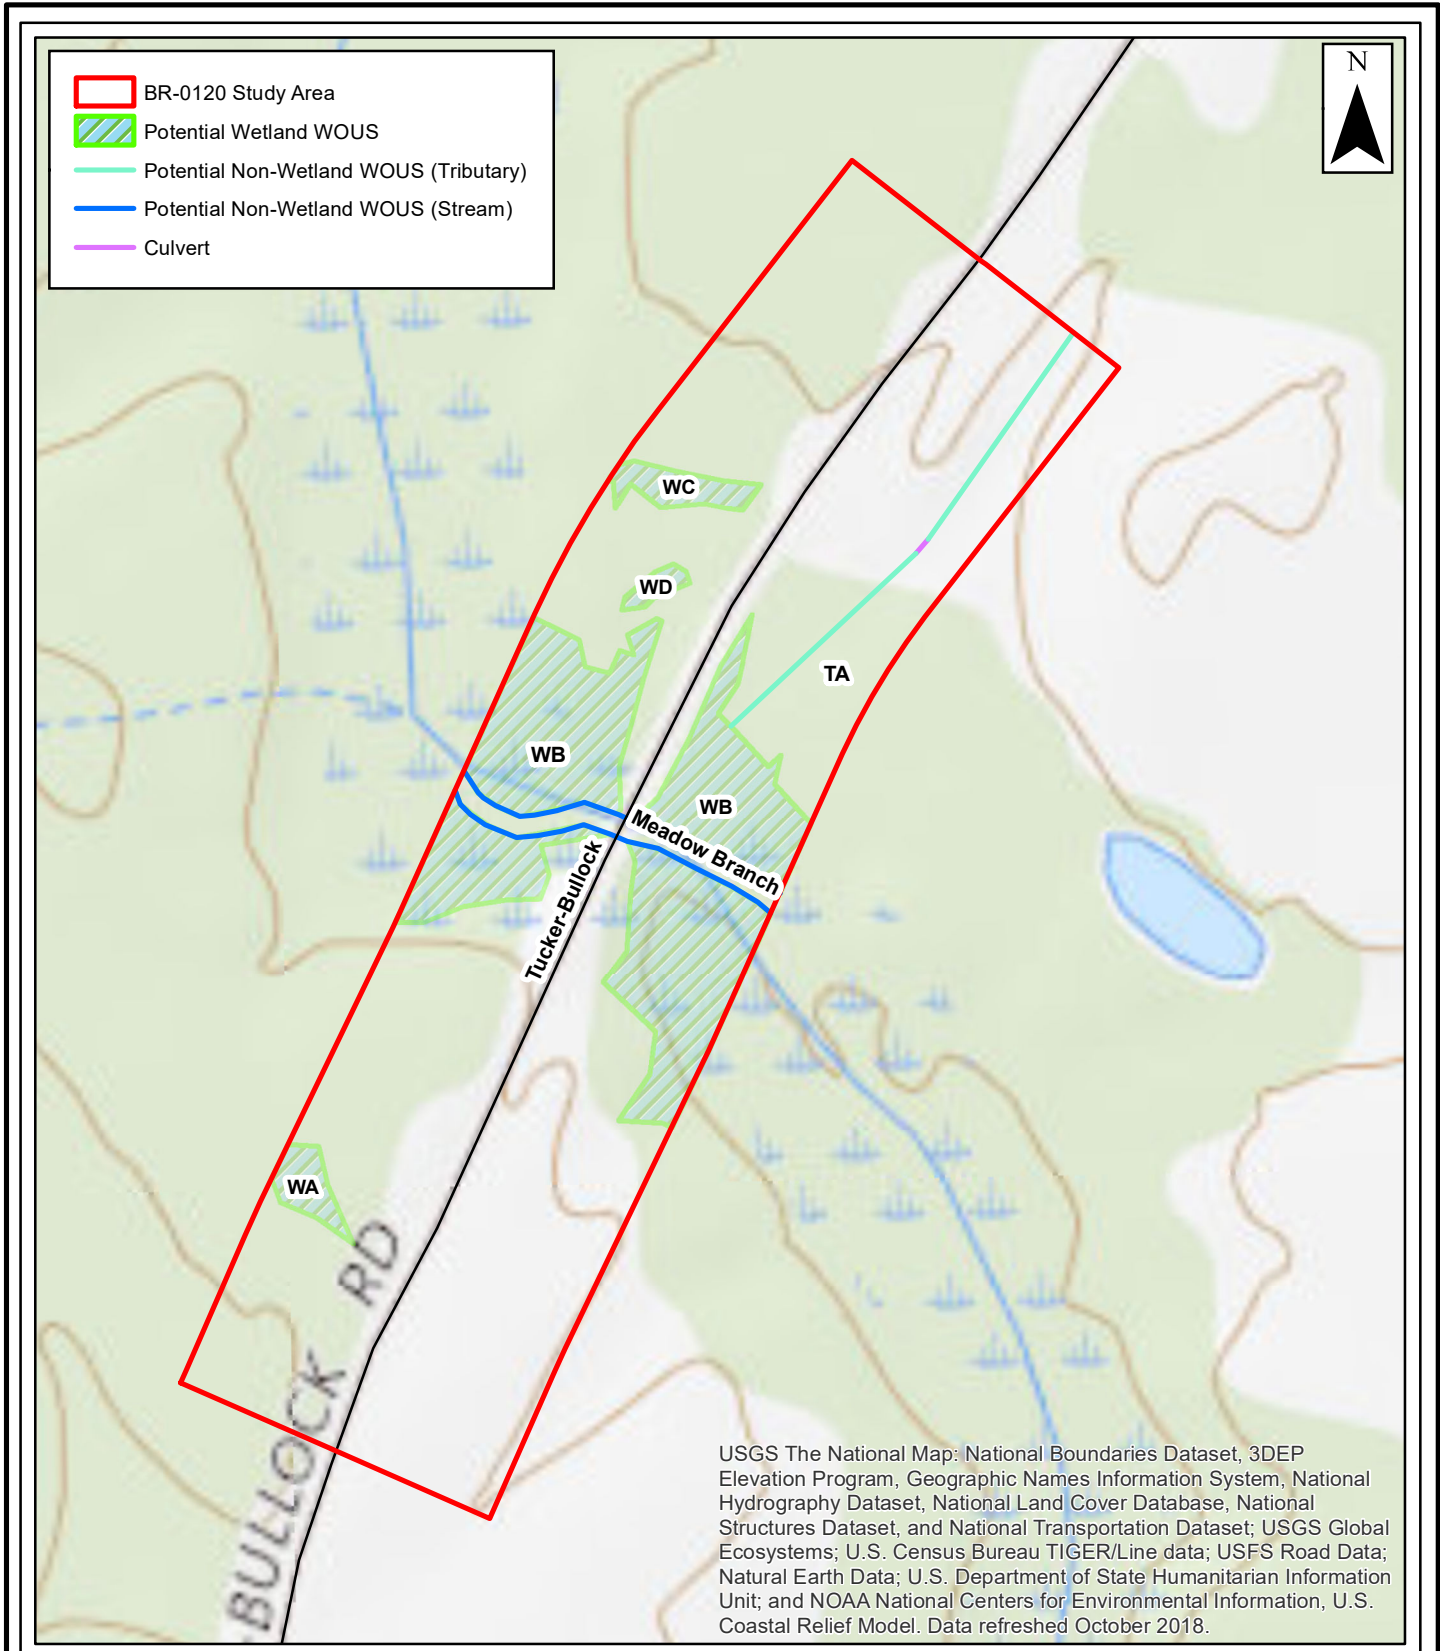 BR-0120 Study Area
Potential Wetland WOUS
Potential Non-Wetland WOUS (Tributary)
Potential Non-Wetland WOUS (Stream)
Culvert
N
WC
WD
TA
WB
WB
Meadow Branch
Tucker-Bullock
WA
-BULLOCK RD
USGS The National Map: National Boundaries Dataset, 3DEP
Elevation Program, Geographic Names Information System, National
Hydrography Dataset, National Land Cover Database, National
Structures Dataset, and National Transportation Dataset; USGS Global
Ecosystems; U.S. Census Bureau TIGER/Line data; USFS Road Data;
Natural Earth Data; U.S. Department of State Humanitarian Information
Unit; and NOAA National Centers for Environmental Information, U.S.
Coastal Relief Model. Data refreshed October 2018.